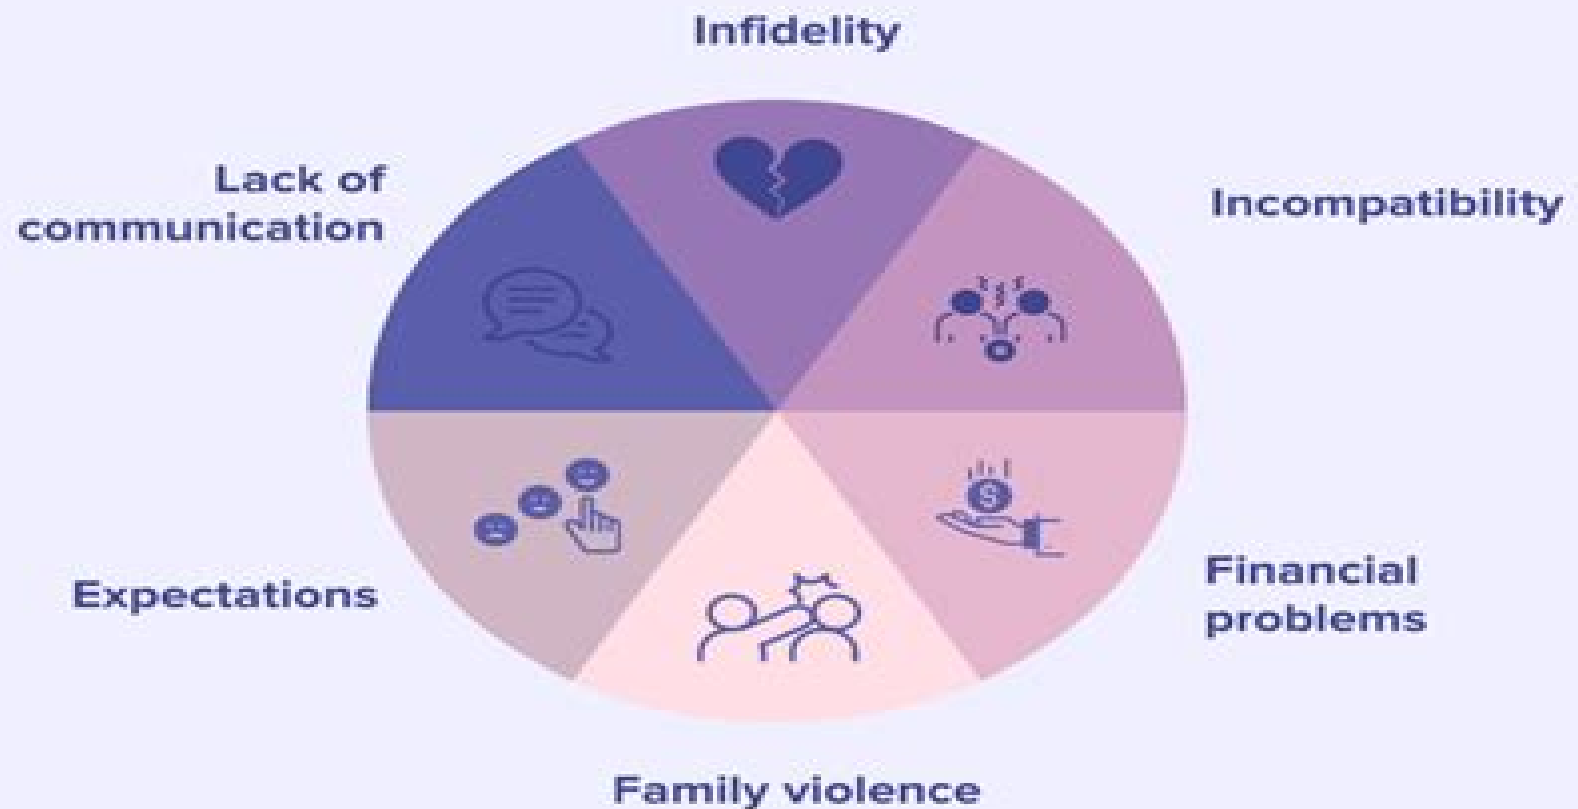 Infidelity
Lack of
communication
Incompatibility
Expectations
Financial
problems
Family violence